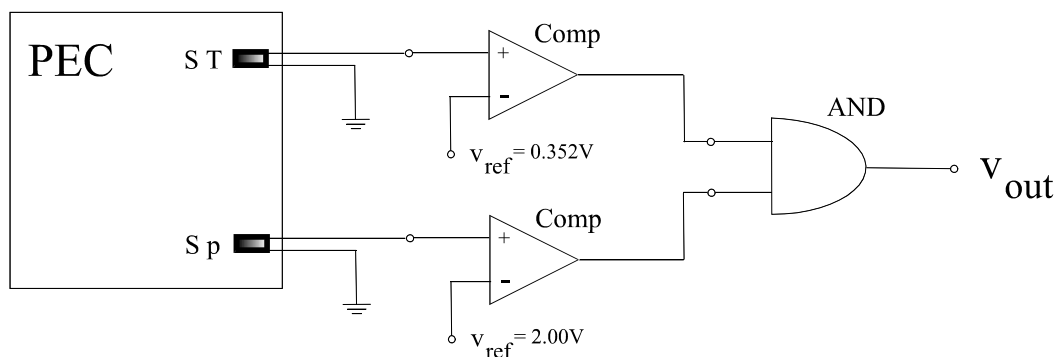 PEC
S T
+
-
Comp
v_ref = 0.352V
AND
v_out
S p
+
-
Comp
v_ref = 2.00V